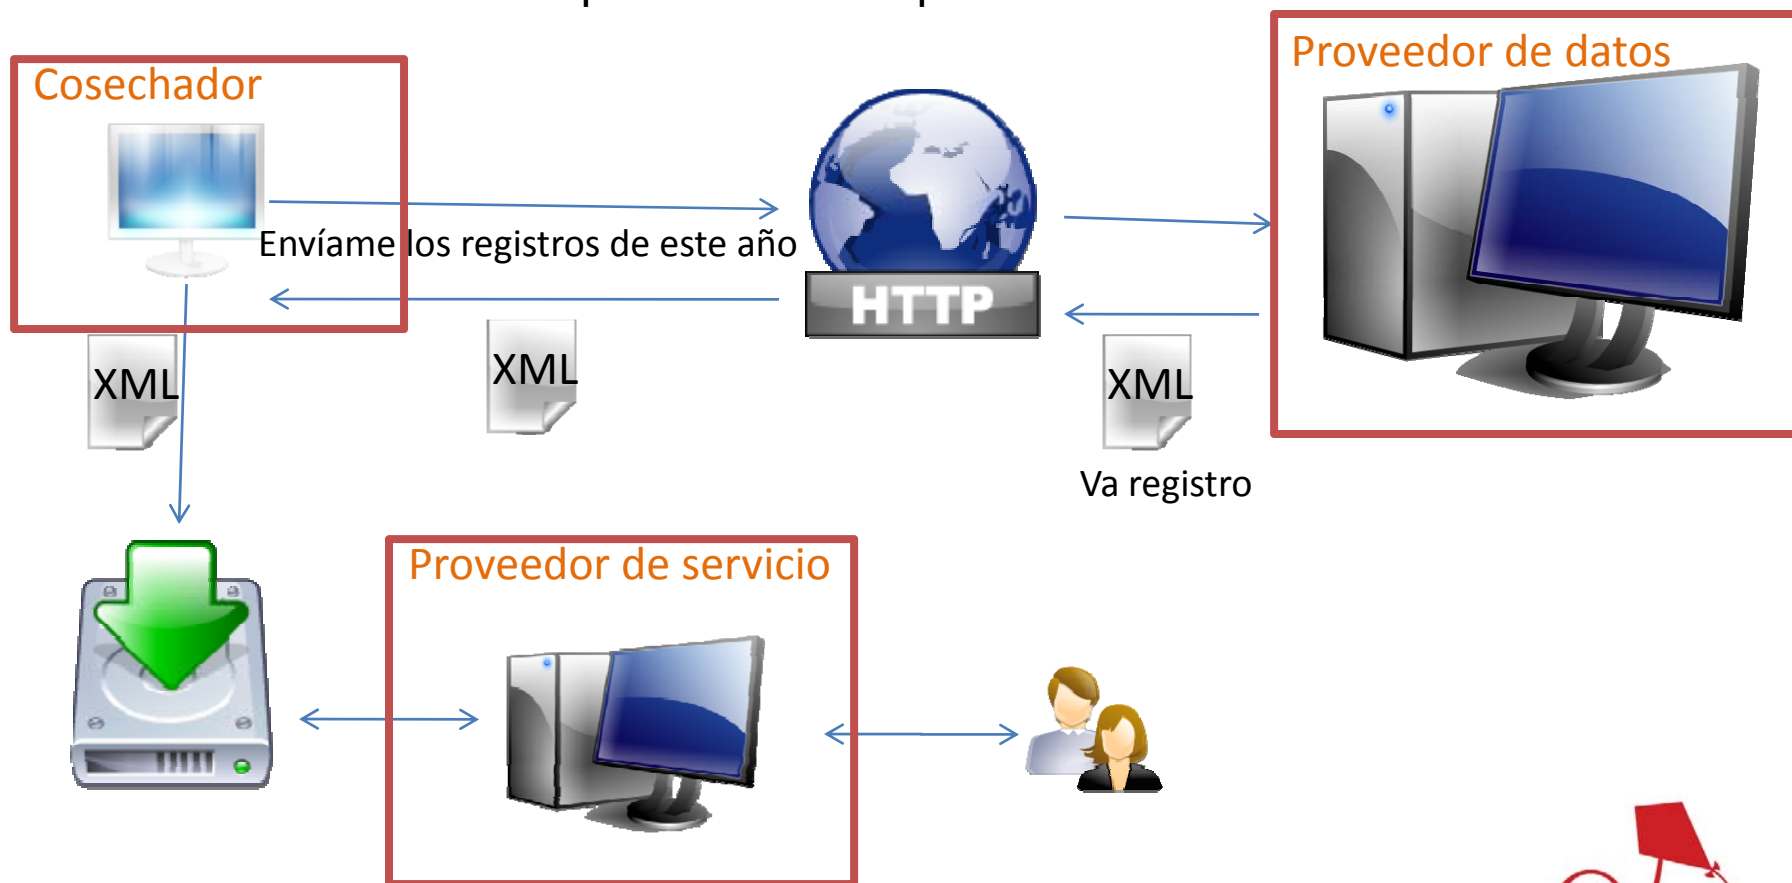 Proveedor de datos
Cosechador
Envíame los registros de este año
HTTP
XML
XML
XML
Va registro
Proveedor de servicio